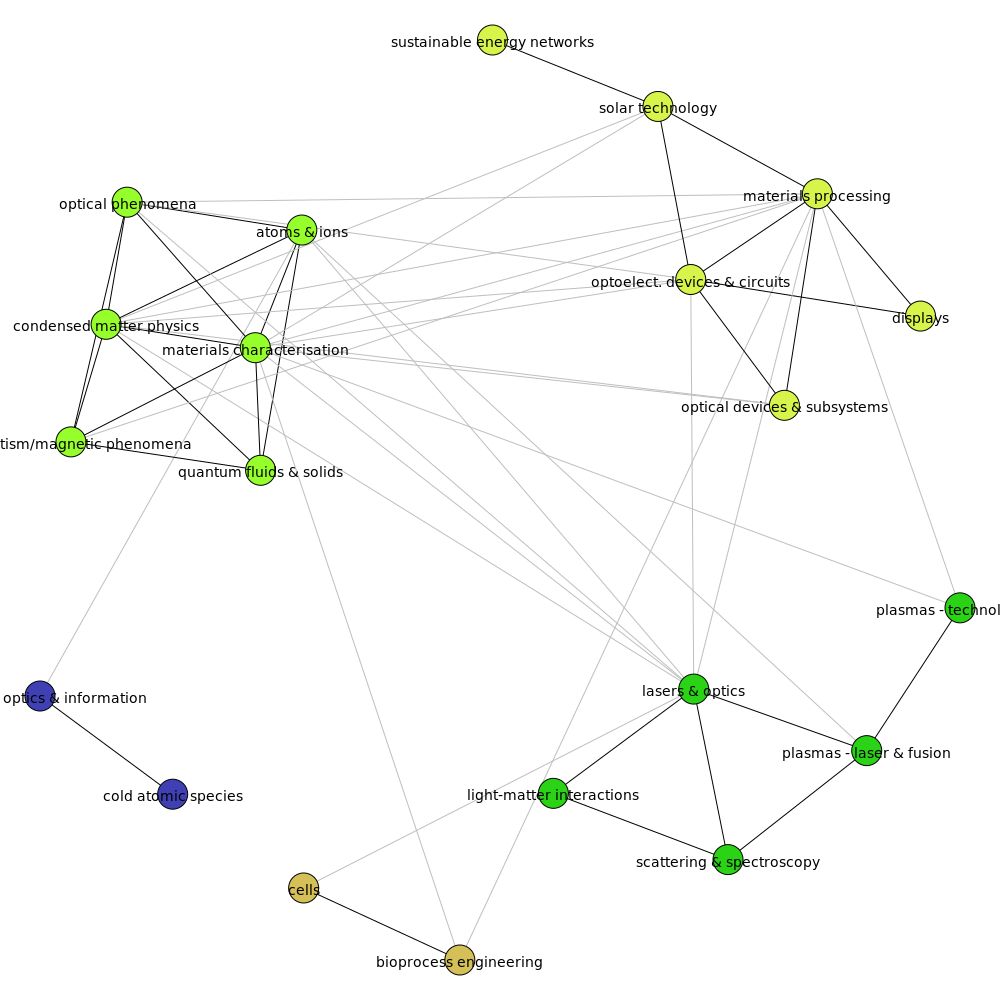 sustainable energy networks
solar technology
materials processing
optical phenomena
atoms & ions
optoelect. devices & circuits
displays
condensed matter physics
materials characterisation
optical devices & subsystems
tism/magnetic phenomena
quantum fluids & solids
plasmas - technol
lasers & optics
optics & information
plasmas - laser & fusion
light-matter interactions
cold atomic species
scattering & spectroscopy
cells
bioprocess engineering